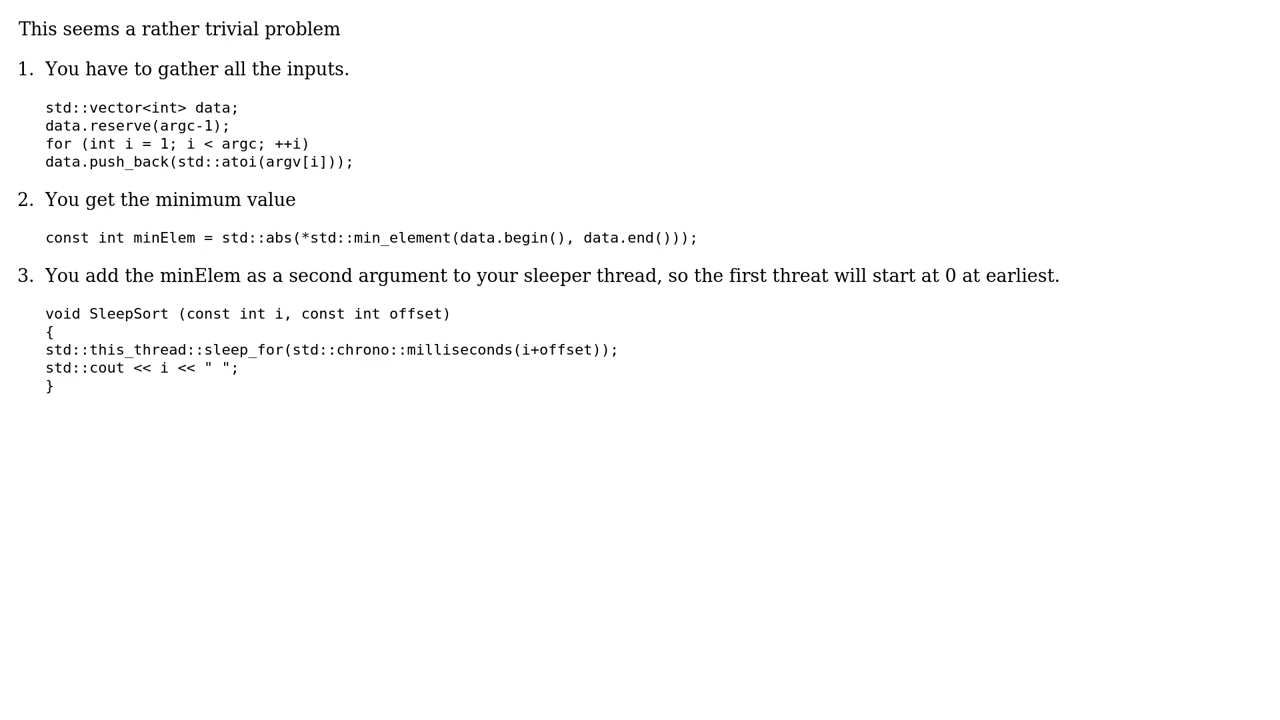 This seems a rather trivial problem
1. You have to gather all the inputs.
std::vector<int> data;
data.reserve(argc-1);
for (int i = 1; i < argc; ++i)
data.push_back(std::atoi(argv[i]));
2. You get the minimum value
const int minElem = std::abs(*std::min_element(data.begin(), data.end()));
3. You add the minElem as a second argument to your sleeper thread, so the first threat will start at 0 at earliest.
void SleepSort (const int i, const int offset)
{
std::this_thread::sleep_for(std::chrono::milliseconds(i+offset));
std::cout << i << " ";
}